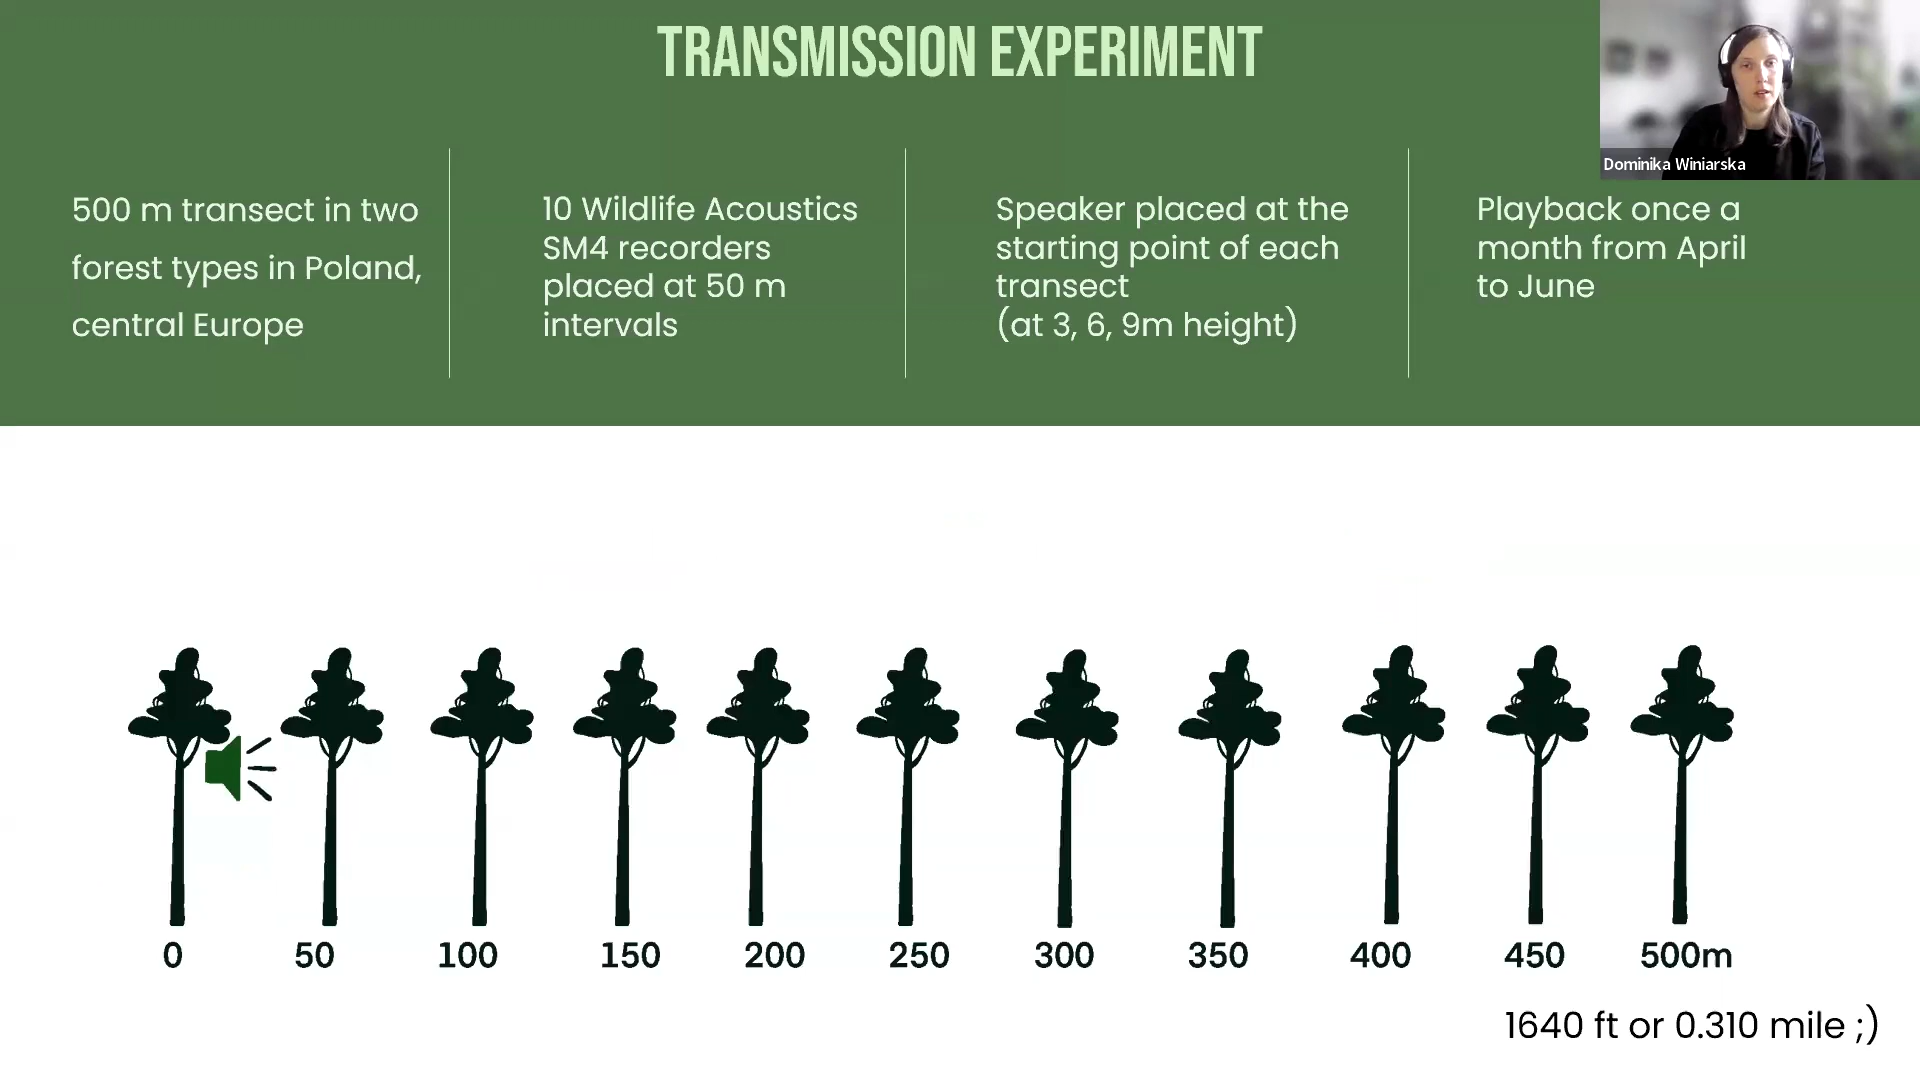 TRANSMISSION EXPERIMENT
Dominika Winiarska
500 m transect in two
forest types in Poland,
central Europe
10 Wildlife Acoustics
SM4 recorders
placed at 50 m
intervals
Speaker placed at the
starting point of each
transect
(at 3, 6, 9m height)
Playback once a
month from April
to June
0 50 100 150 200 250 300 350 400 450 500m
1640 ft or 0.310 mile ;)